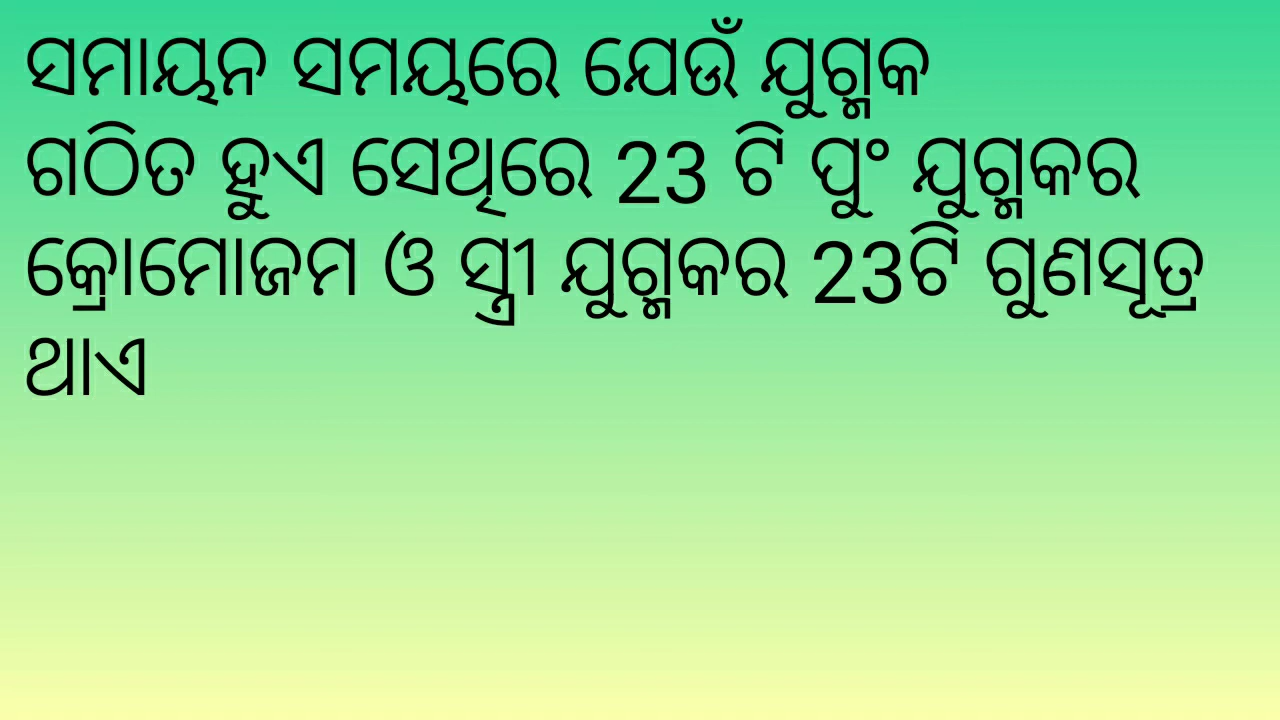 ସମାୟନ ସମୟରେ ଯେଉଁ ଯୁଗ୍ମକ
ଗଠିତ ହୁଏ ସେଥିରେ 23 ଟି ପୁଂ ଯୁଗ୍ମକର
କ୍ରୋମୋଜମ ଓ ସ୍ତ୍ରୀ ଯୁଗ୍ମକର 23ଟି ଗୁଣସୂତ୍ର
ଥାଏ